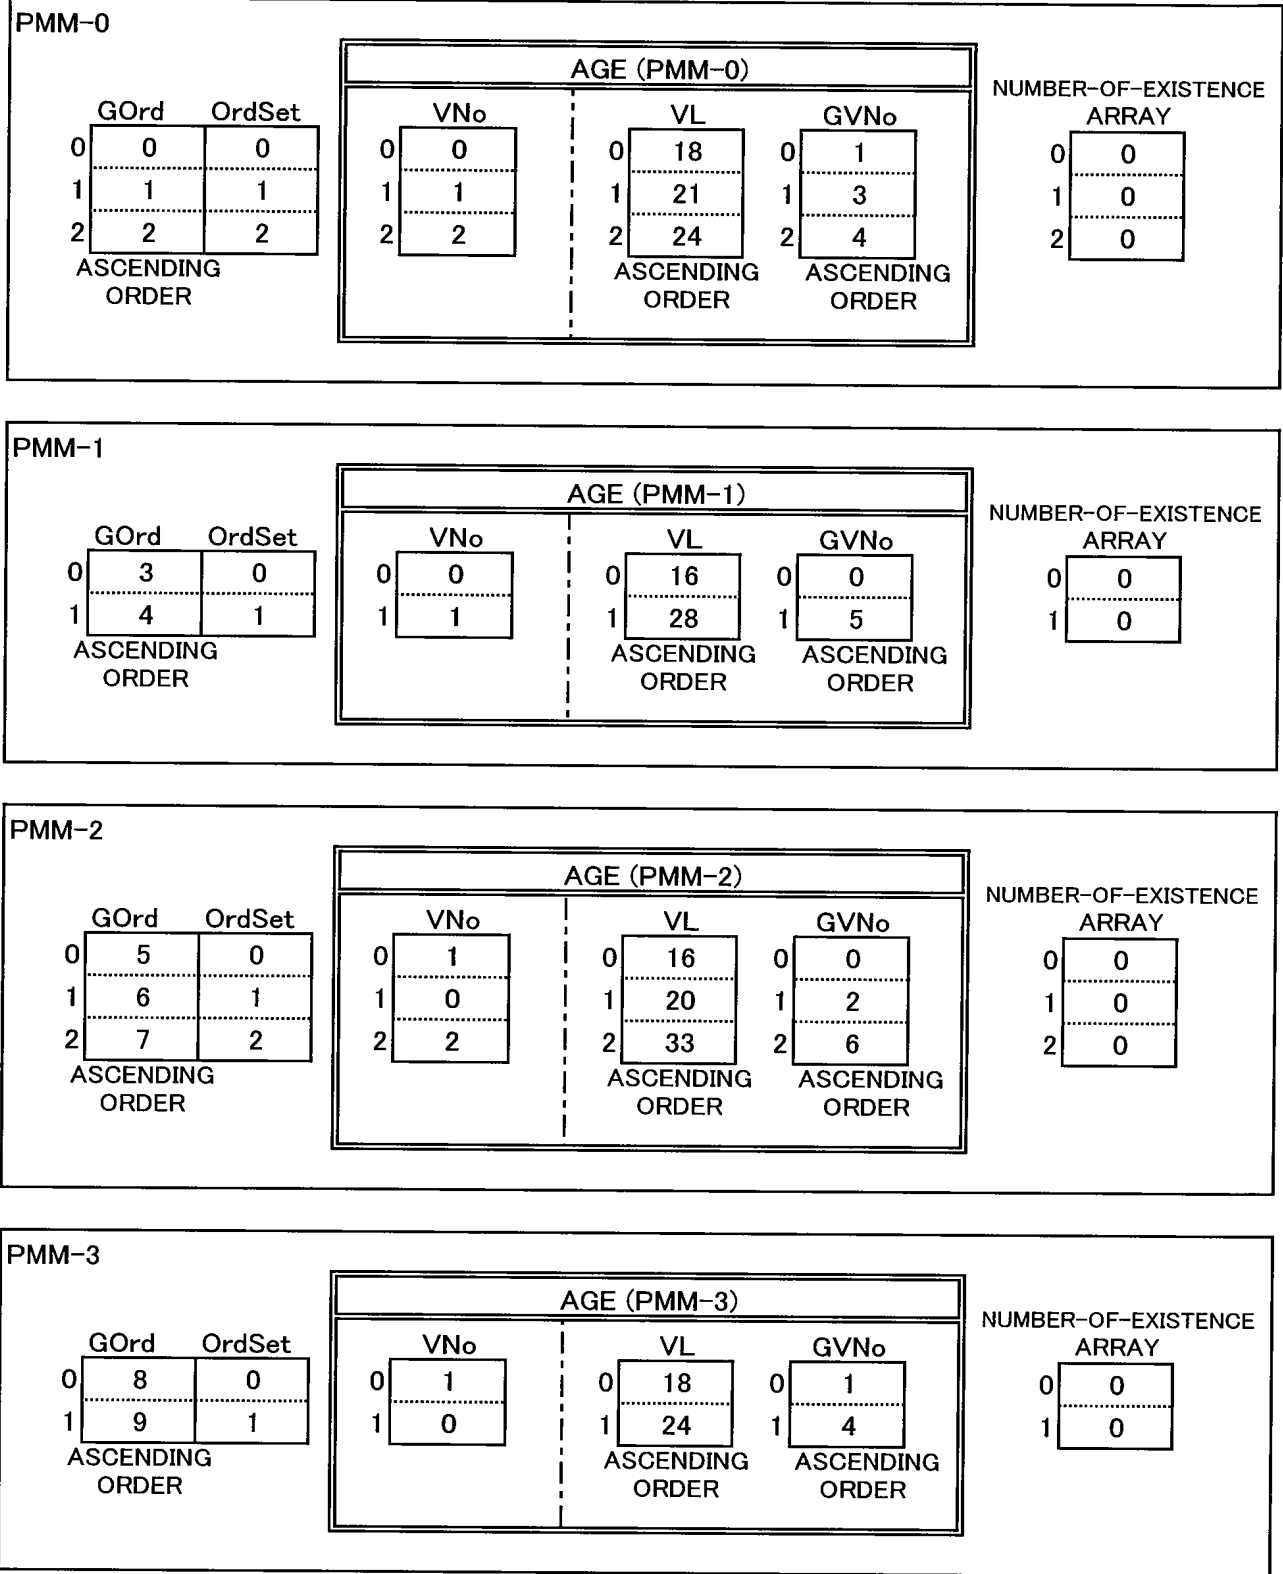 PMM-0
AGE (PMM-0)
NUMBER-OF-EXISTENCE
ARRAY
GOrd OrdSet VNo VL GVNo
0 0 0 0 0 0 18 0 1 0 0
1 1 1 1 1 1 21 1 3 1 0
2 2 2 2 2 2 24 2 4 2 0
ASCENDING ASCENDING ASCENDING
ORDER ORDER ORDER
PMM-1
AGE (PMM-1)
NUMBER-OF-EXISTENCE
ARRAY
GOrd OrdSet VNo VL GVNo
0 3 0 0 0 0 16 0 0 0 0
1 4 1 1 1 1 28 1 5 1 0
ASCENDING ASCENDING ASCENDING
ORDER ORDER ORDER
PMM-2
AGE (PMM-2)
NUMBER-OF-EXISTENCE
ARRAY
GOrd OrdSet VNo VL GVNo
0 5 0 0 1 0 16 0 0 0 0
1 6 1 1 0 1 20 1 2 1 0
2 7 2 2 2 2 33 2 6 2 0
ASCENDING ASCENDING ASCENDING
ORDER ORDER ORDER
PMM-3
AGE (PMM-3)
NUMBER-OF-EXISTENCE
ARRAY
GOrd OrdSet VNo VL GVNo
0 8 0 0 1 0 18 0 1 0 0
1 9 1 1 0 1 24 1 4 1 0
ASCENDING ASCENDING ASCENDING
ORDER ORDER ORDER